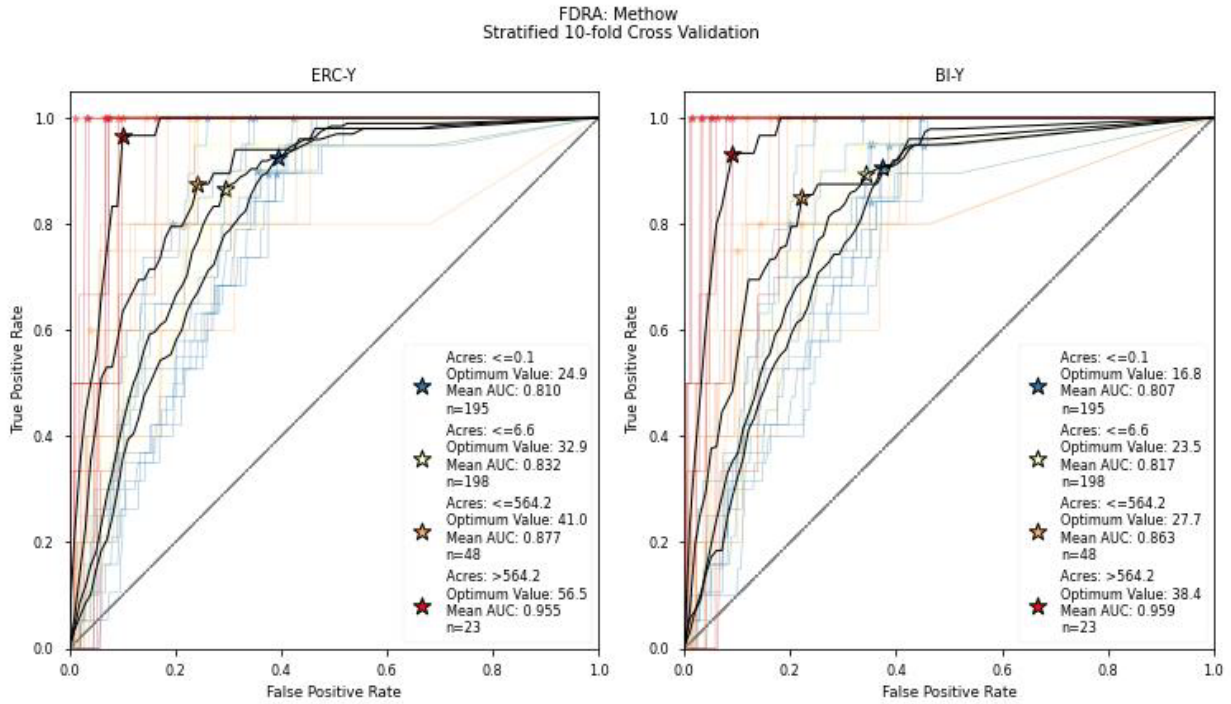 FDRA: Methow
Stratified 10-fold Cross Validation
ERC-Y
1.0
0.8
0.6
0.4
0.2
0.0
True Positive Rate
0.0 0.2 0.4 0.6 0.8 1.0
False Positive Rate
Acres: <=0.1
Optimum Value: 24.9
Mean AUC: 0.810
n=195
Acres: <=6.6
Optimum Value: 32.9
Mean AUC: 0.832
n=198
Acres: <=564.2
Optimum Value: 41.0
Mean AUC: 0.877
n=48
Acres: >564.2
Optimum Value: 56.5
Mean AUC: 0.955
n=23
BI-Y
1.0
0.8
0.6
0.4
0.2
0.0
True Positive Rate
0.0 0.2 0.4 0.6 0.8 1.0
False Positive Rate
Acres: <=0.1
Optimum Value: 16.8
Mean AUC: 0.807
n=195
Acres: <=6.6
Optimum Value: 23.5
Mean AUC: 0.817
n=198
Acres: <=564.2
Optimum Value: 27.7
Mean AUC: 0.863
n=48
Acres: >564.2
Optimum Value: 38.4
Mean AUC: 0.959
n=23